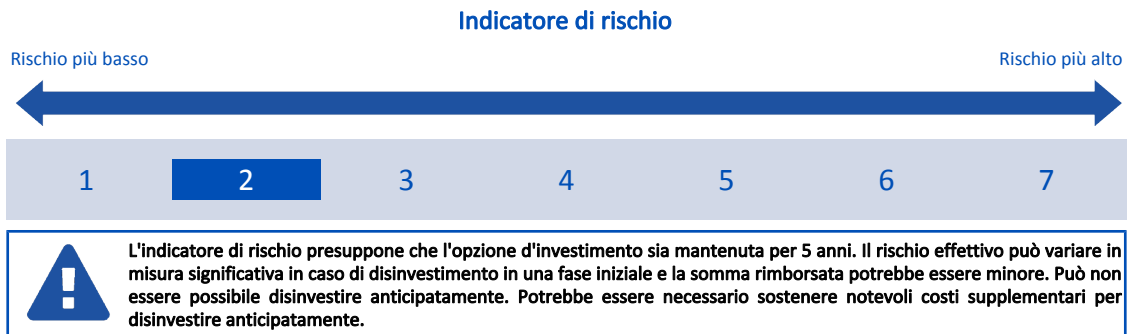 Indicatore di rischio
Rischio più basso
Rischio più alto
1 2 3 4 5 6 7
L'indicatore di rischio presuppone che l'opzione d'investimento sia mantenuta per 5 anni. Il rischio effettivo può variare in
misura significativa in caso di disinvestimento in una fase iniziale e la somma rimborsata potrebbe essere minore. Può non
essere possibile disinvestire anticipatamente. Potrebbe essere necessario sostenere notevoli costi supplementari per
disinvestire anticipatamente.